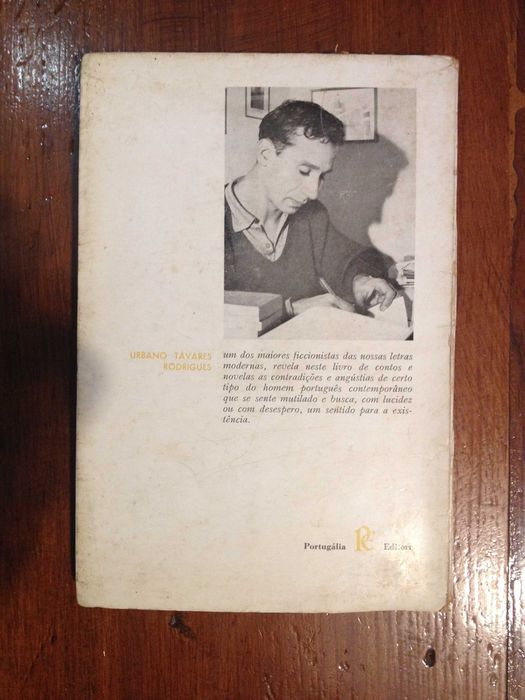 URBANO TAVARES
RODRIGUES
um dos maiores ficcionistas das nossas letras
modernas, revela neste livro de contos e
novelas as contradições e angústias de certo
tipo do homem português contemporâneo
que se sente mutilado e busca, com lucidez
ou com desespero, um sentido para a exis-
tência.
Portugália PE Editora